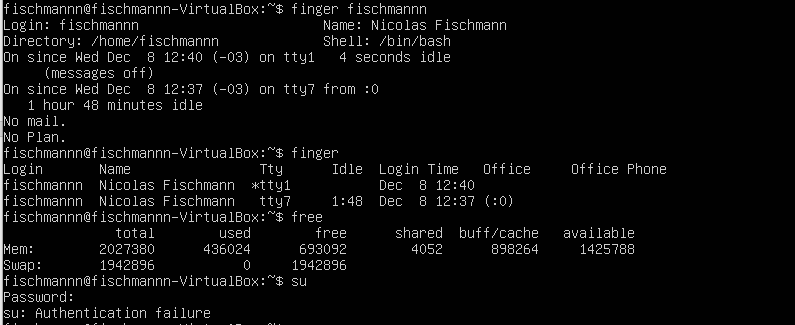 fischmannn@fischmannn-VirtualBox:~$ finger fischmannn
Login: fischmannn                       Name: Nicolas Fischmann
Directory: /home/fischmannn             Shell: /bin/bash
On since Wed Dec  8 12:40 (-03) on tty1   4 seconds idle
     (messages off)
On since Wed Dec  8 12:37 (-03) on tty7 from :0
   1 hour 48 minutes idle
No mail.
No Plan.
fischmannn@fischmannn-VirtualBox:~$ finger
Login       Name                Tty      Idle  Login Time   Office     Office Phone
fischmannn  Nicolas Fischmann  *tty1           Dec  8 12:40
fischmannn  Nicolas Fischmann   tty7     1:48  Dec  8 12:37 (:0)
fischmannn@fischmannn-VirtualBox:~$ free
              total        used        free      shared  buff/cache   available
Mem:        2027380      436024      693092        4052      898264     1425788
Swap:       1942896           0     1942896
fischmannn@fischmannn-VirtualBox:~$ su
Password:
su: Authentication failure